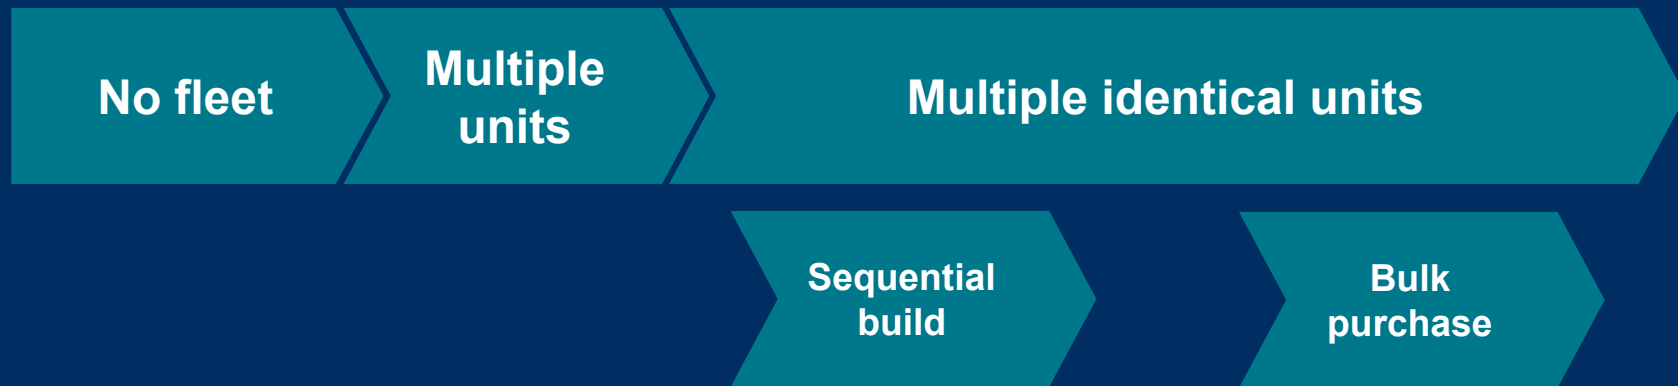 No fleet
Multiple
units
Multiple identical units
Sequential
build
Bulk
purchase